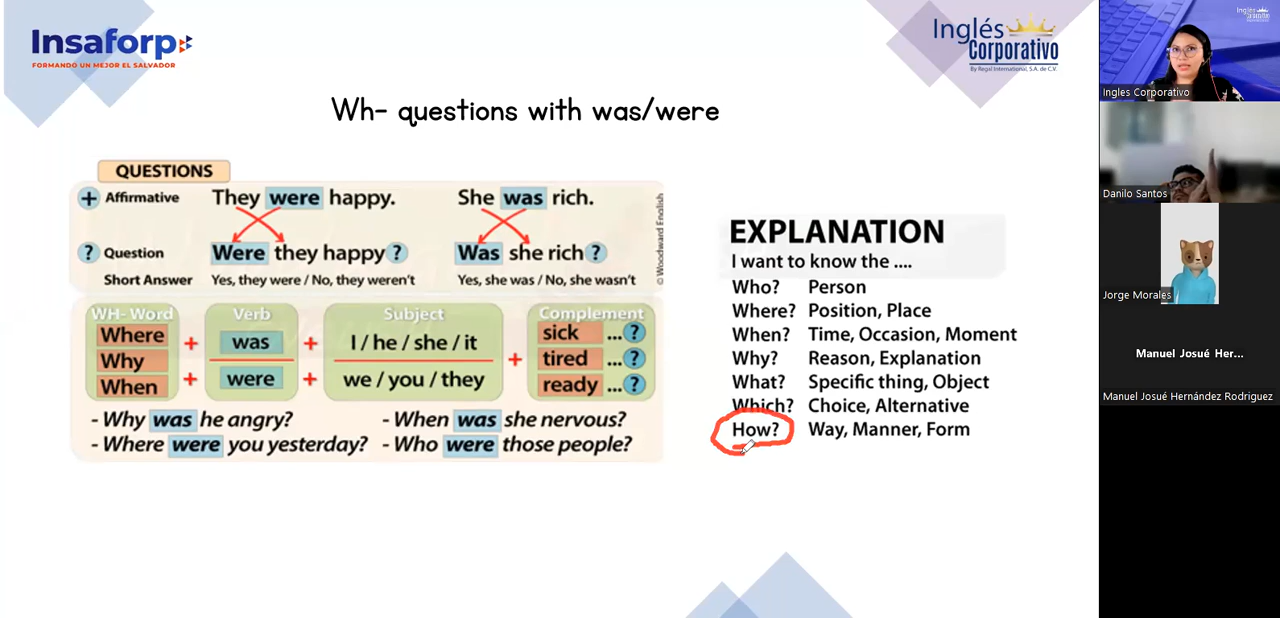 Insaforp
FORMANDO UN MEJOR EL SALVADOR
Inglés
Corporativo
By Regal International, S.A. de C.V.
Wh- questions with was/were
QUESTIONS
+ Affirmative They were happy. She was rich.
? Question Were they happy? Was she rich?
Short Answer Yes, they were / No, they weren't Yes, she was / No, she wasn't
© Woodward English
WH- Word Verb Subject Complement
Where + was + I / he / she / it sick ...?
Why + tired ...?
When + were + we / you / they ready ...?
- Why was he angry? - When was she nervous?
- Where were you yesterday? - Who were those people?
EXPLANATION
I want to know the ....
Who? Person
Where? Position, Place
When? Time, Occasion, Moment
Why? Reason, Explanation
What? Specific thing, Object
Which? Choice, Alternative
How? Way, Manner, Form
Inglés
Corporativo
Ingles Corporativo
Danilo Santos
Jorge Morales
Manuel Josué Her...
Manuel Josué Hernández Rodriguez